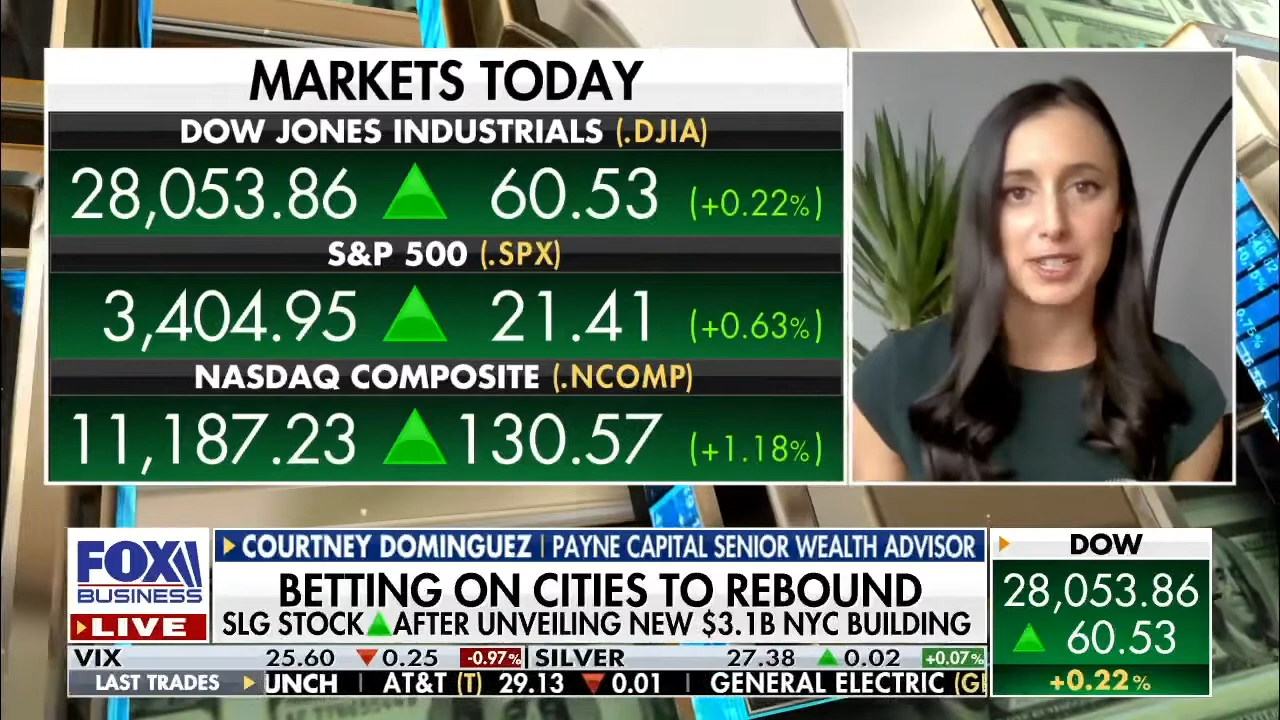 MARKETS TODAY
DOW JONES INDUSTRIALS (.DJIA)
28,053.86 ▲ 60.53 (+0.22%)
S&P 500 (.SPX)
3,404.95 ▲ 21.41 (+0.63%)
NASDAQ COMPOSITE (.NCOMP)
11,187.23 ▲ 130.57 (+1.18%)
FOX
BUSINESS
LIVE
COURTNEY DOMINGUEZ | PAYNE CAPITAL SENIOR WEALTH ADVISOR
BETTING ON CITIES TO REBOUND
SLG STOCK ▲ AFTER UNVEILING NEW $3.1B NYC BUILDING
DOW
28,053.86
▲ 60.53
+0.22%
VIX 25.60 ▼ 0.25 -0.97% SILVER 27.38 ▲ 0.02 +0.07%
LAST TRADES UNCH | AT&T (T) 29.13 ▼ 0.01 | GENERAL ELECTRIC (G